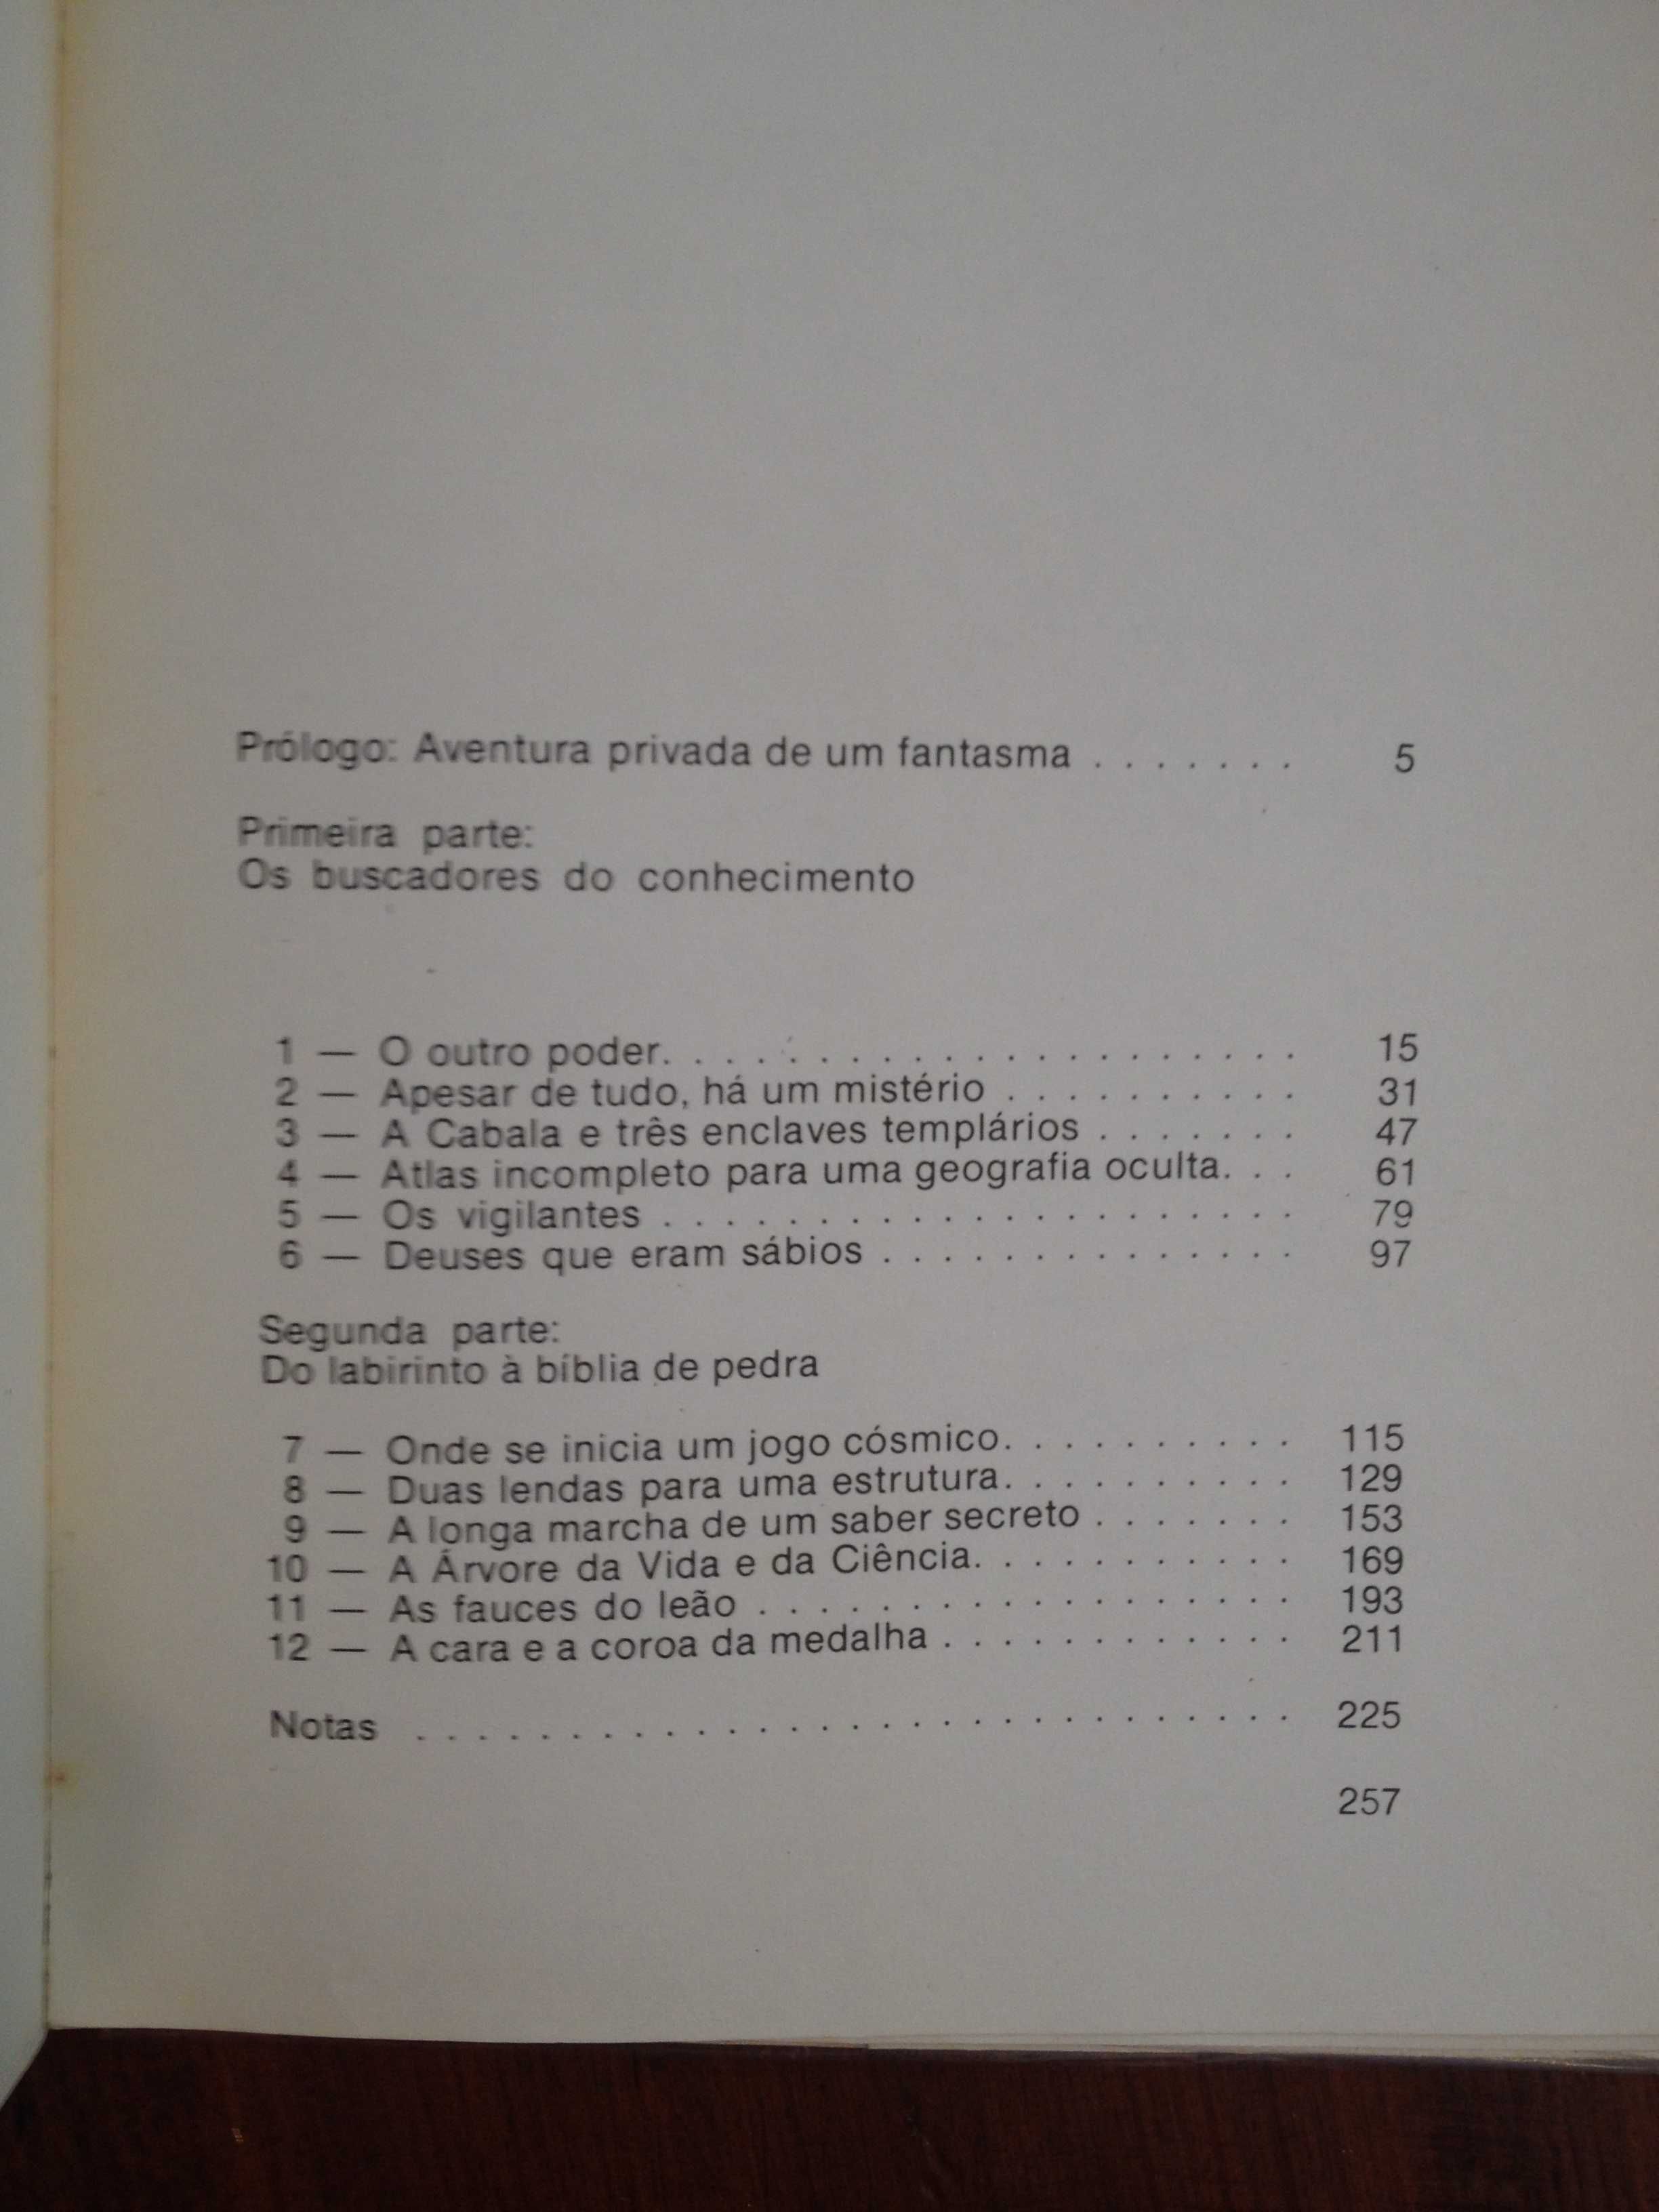 Prólogo: Aventura privada de um fantasma . . . . . . . 5
Primeira parte:
Os buscadores do conhecimento
1 — O outro poder. . . . . . . . . . . . . . . . . . . . . 15
2 — Apesar de tudo, há um mistério . . . . . . . . . . 31
3 — A Cabala e três enclaves templários . . . . . . . 47
4 — Atlas incompleto para uma geografia oculta. . . 61
5 — Os vigilantes . . . . . . . . . . . . . . . . . . . . . 79
6 — Deuses que eram sábios . . . . . . . . . . . . . . 97
Segunda parte:
Do labirinto à bíblia de pedra
7 — Onde se inicia um jogo cósmico. . . . . . . . . . 115
8 — Duas lendas para uma estrutura. . . . . . . . . . 129
9 — A longa marcha de um saber secreto . . . . . . . 153
10 — A Árvore da Vida e da Ciência. . . . . . . . . . . 169
11 — As fauces do leão . . . . . . . . . . . . . . . . . . 193
12 — A cara e a coroa da medalha . . . . . . . . . . . . 211
Notas . . . . . . . . . . . . . . . . . . . . . . . . . . . . 225
257